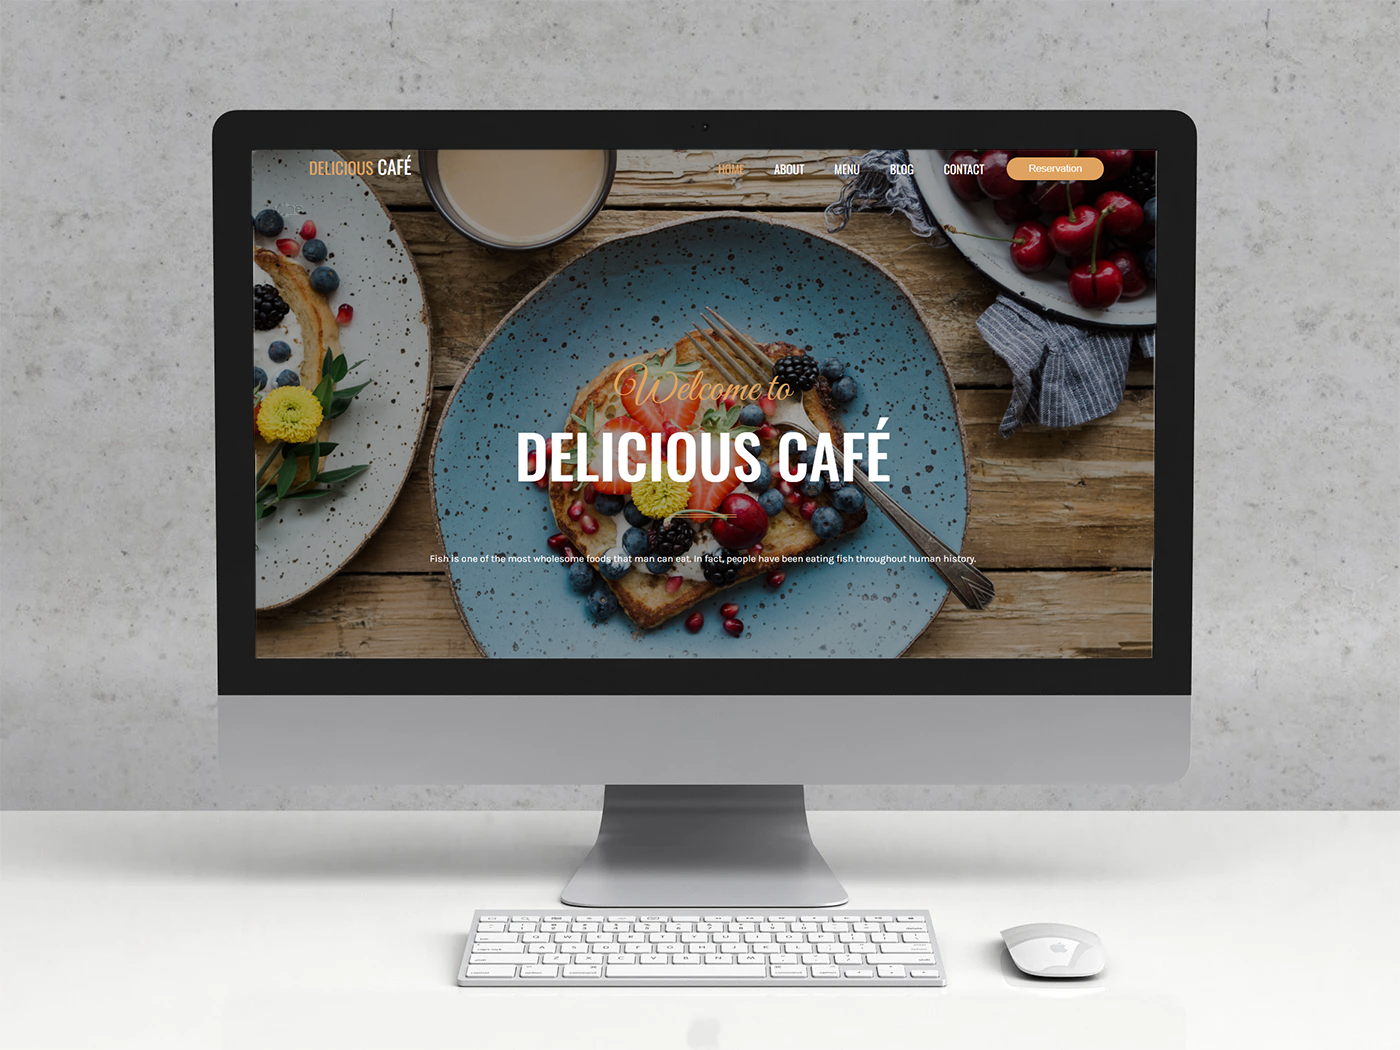 DELICIOUS CAFÉ
HOME ABOUT MENU BLOG CONTACT Reservation
Welcome to
DELICIOUS CAFÉ
Fish is one of the most wholesome foods that man can eat. In fact, people have been eating fish throughout human history.